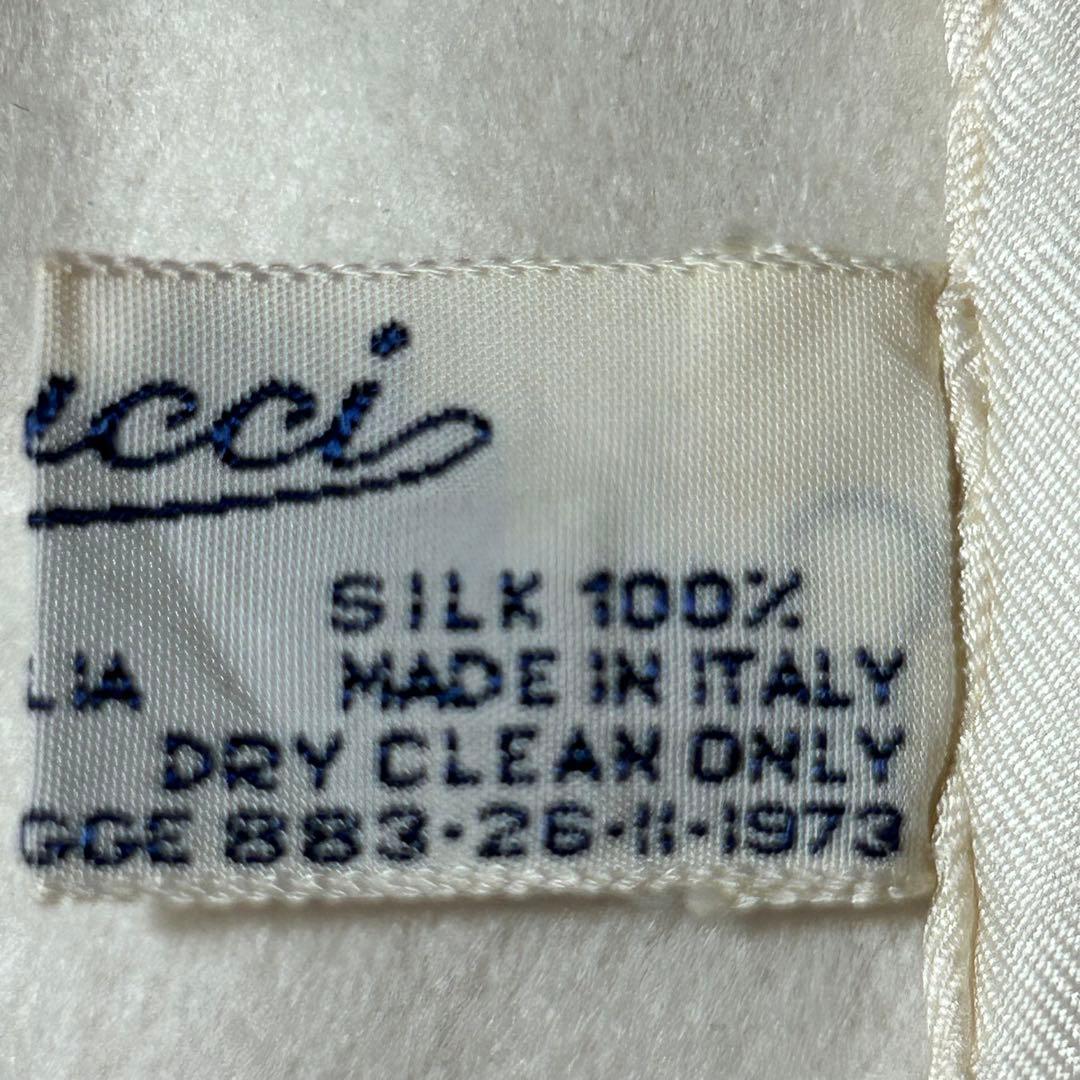 ucci
SILK 100%
LIA MADE IN ITALY
DRY CLEAN ONLY
GGE 883·26·11·1973